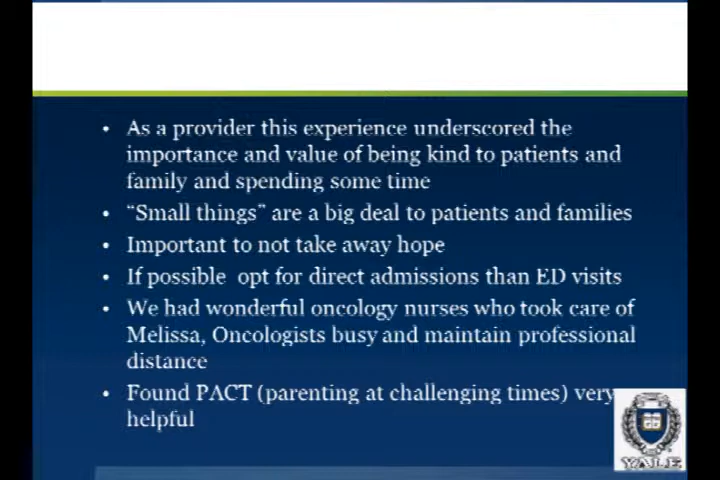 • As a provider this experience underscored the
importance and value of being kind to patients and
family and spending some time
• “Small things” are a big deal to patients and families
• Important to not take away hope
• If possible opt for direct admissions than ED visits
• We had wonderful oncology nurses who took care of
Melissa, Oncologists busy and maintain professional
distance
• Found PACT (parenting at challenging times) very
helpful
YALE